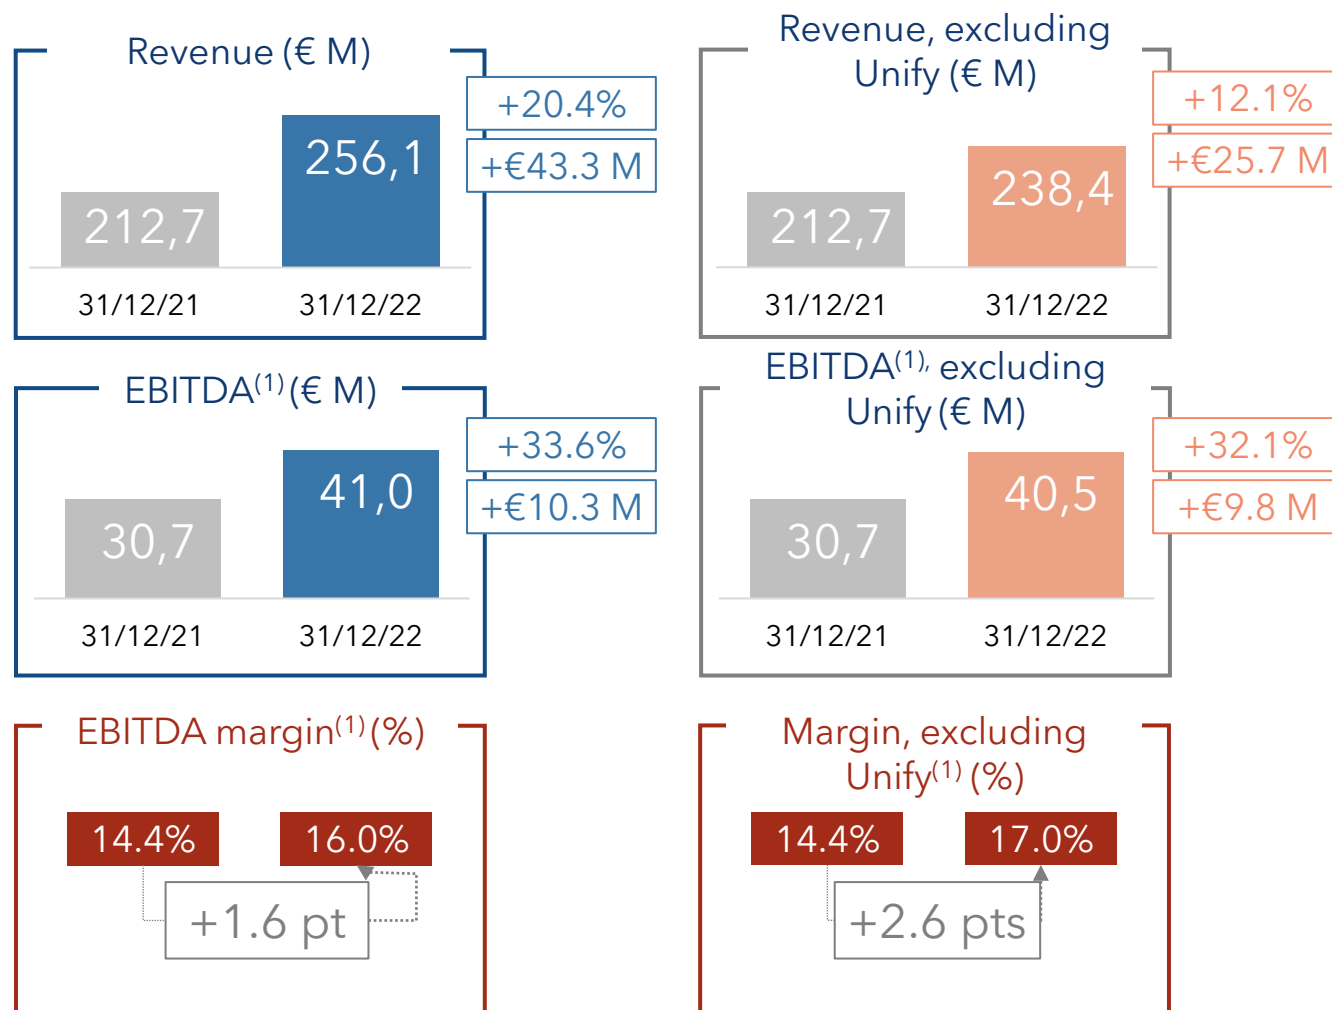 Revenue (€ M)
+20.4%
+€43.3 M
256,1
212,7
31/12/21
31/12/22
Revenue, excluding
Unify (€ M)
+12.1%
+€25.7 M
238,4
212,7
31/12/21
31/12/22
EBITDA(1) (€ M)
+33.6%
+€10.3 M
41,0
30,7
31/12/21
31/12/22
EBITDA(1), excluding
Unify (€ M)
+32.1%
+€9.8 M
40,5
30,7
31/12/21
31/12/22
EBITDA margin(1) (%)
14.4%
16.0%
+1.6 pt
Margin, excluding
Unify(1) (%)
14.4%
17.0%
+2.6 pts